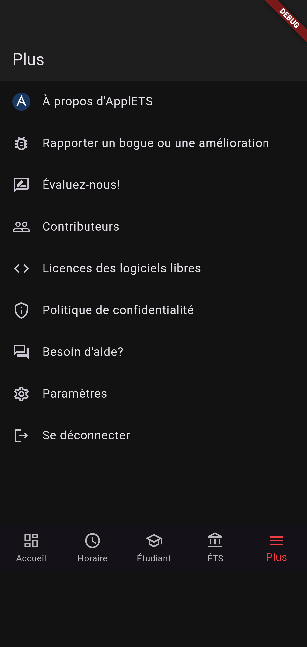 DEBUG
Plus
À propos d'ApplETS
Rapporter un bogue ou une amélioration
Évaluez-nous!
Contributeurs
Licences des logiciels libres
Politique de confidentialité
Besoin d'aide?
Paramètres
Se déconnecter
Accueil
Horaire
Étudiant
ÉTS
Plus